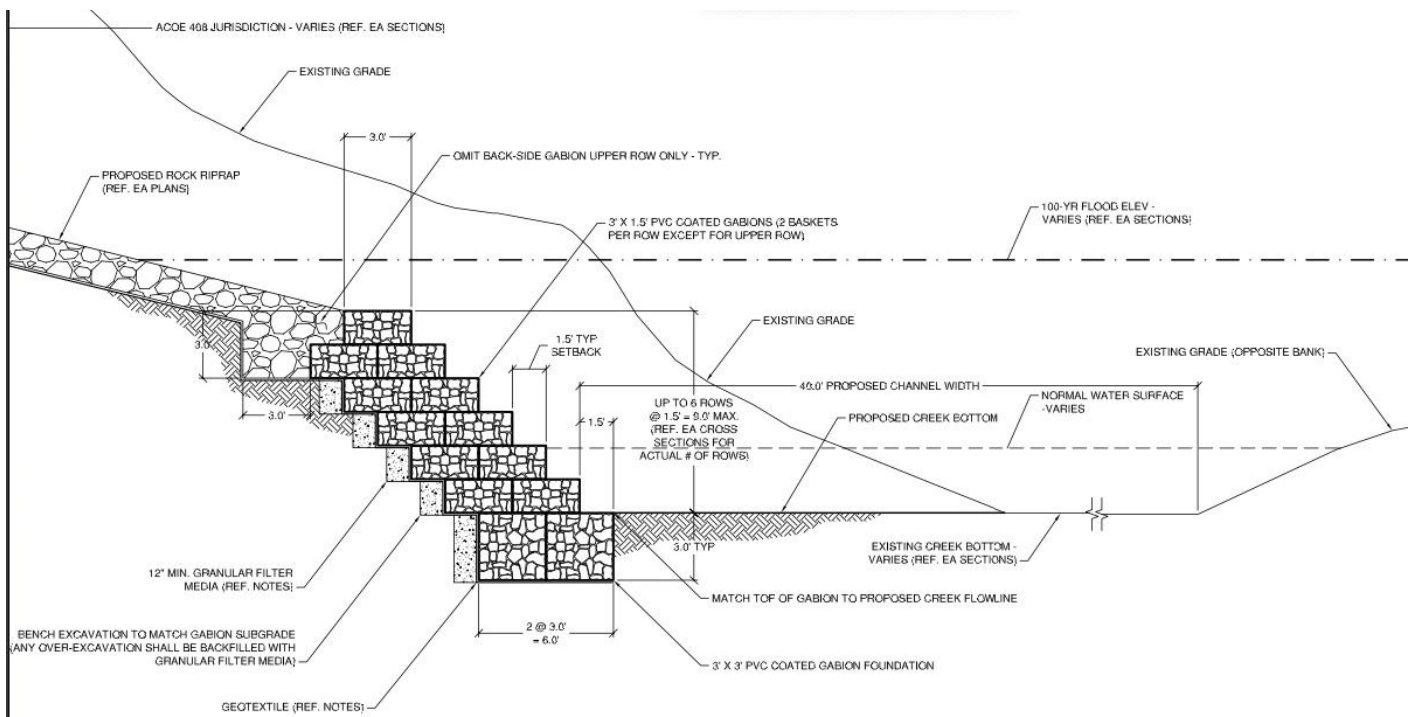 ACOE 408 JURISDICTION - VARIES (REF. EA SECTIONS)
EXISTING GRADE
3.0'
OMIT BACK-SIDE GABION UPPER ROW ONLY - TYP.
PROPOSED ROCK RIPRAP
(REF. EA PLANS)
3' X 1.5' PVC COATED GABIONS (2 BASKETS
PER ROW EXCEPT FOR UPPER ROW)
100-YR FLOOD ELEV -
VARIES (REF. EA SECTIONS)
EXISTING GRADE
1.5' TYP
SETBACK
3.0'
EXISTING GRADE (OPPOSITE BANK)
40.0' PROPOSED CHANNEL WIDTH
NORMAL WATER SURFACE
-VARIES
UP TO 6 ROWS
@ 1.5' = 9.0' MAX.
(REF. EA CROSS
SECTIONS FOR
ACTUAL # OF ROWS)
PROPOSED CREEK BOTTOM
3.0'
1.5'
3.0' TYP
EXISTING CREEK BOTTOM -
VARIES (REF. EA SECTIONS)
12" MIN. GRANULAR FILTER
MEDIA (REF. NOTES)
MATCH TOP OF GABION TO PROPOSED CREEK FLOWLINE
BENCH EXCAVATION TO MATCH GABION SUBGRADE
(ANY OVER-EXCAVATION SHALL BE BACKFILLED WITH
GRANULAR FILTER MEDIA)
2 @ 3.0'
= 6.0'
3' X 3' PVC COATED GABION FOUNDATION
GEOTEXTILE (REF. NOTES)